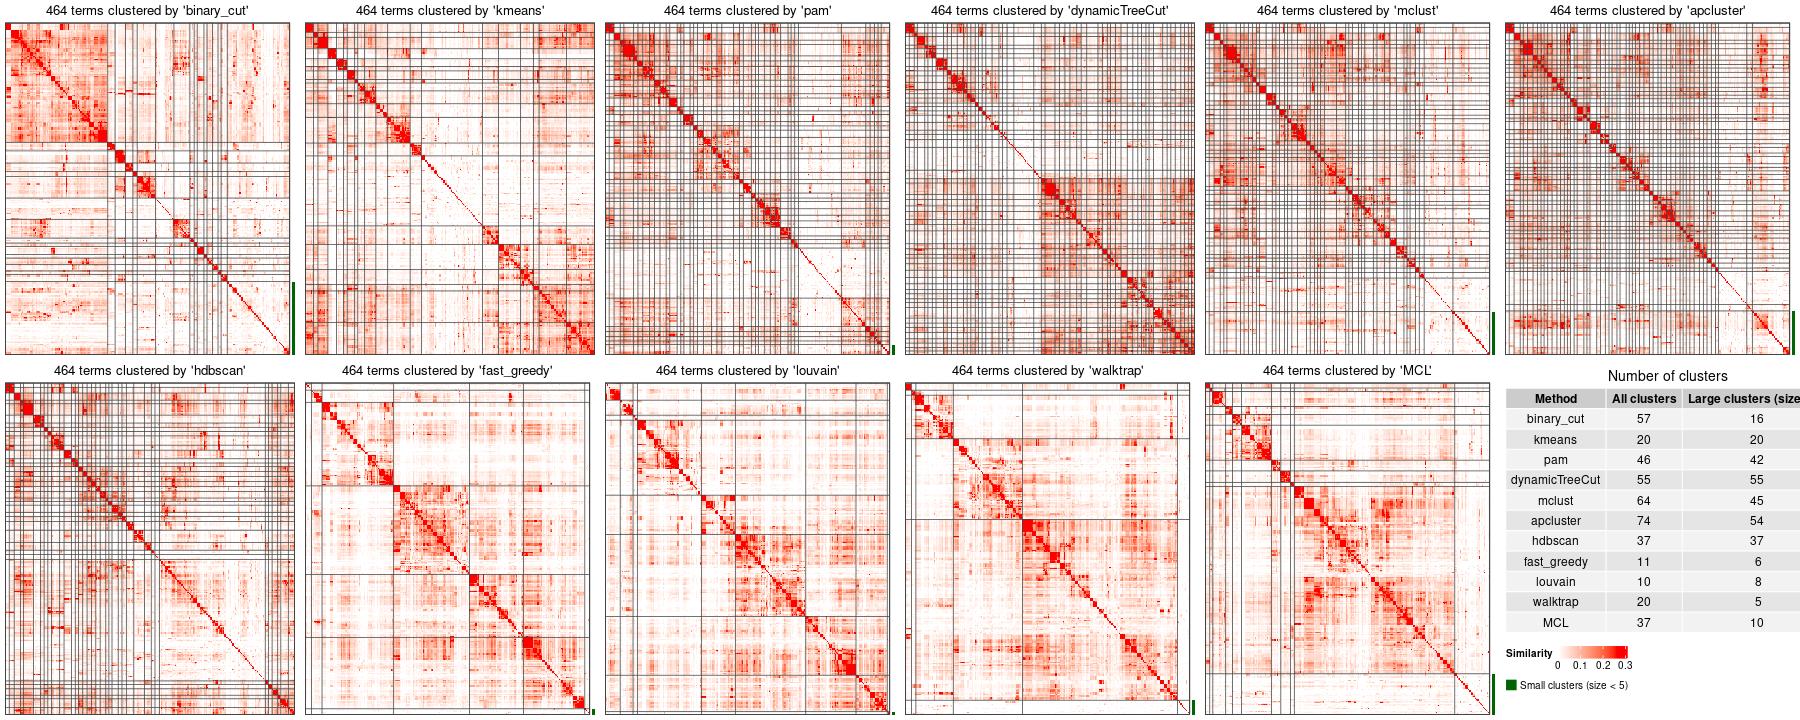 464 terms clustered by 'binary_cut'
464 terms clustered by 'kmeans'
464 terms clustered by 'pam'
464 terms clustered by 'dynamicTreeCut'
464 terms clustered by 'mclust'
464 terms clustered by 'apcluster'
464 terms clustered by 'hdbscan'
464 terms clustered by 'fast_greedy'
464 terms clustered by 'louvain'
464 terms clustered by 'walktrap'
464 terms clustered by 'MCL'
Number of clusters
Method All clusters Large clusters (size
binary_cut 57 16
kmeans 20 20
pam 46 42
dynamicTreeCut 55 55
mclust 64 45
apcluster 74 54
hdbscan 37 37
fast_greedy 11 6
louvain 10 8
walktrap 20 5
MCL 37 10
Similarity
0 0.1 0.2 0.3
Small clusters (size < 5)